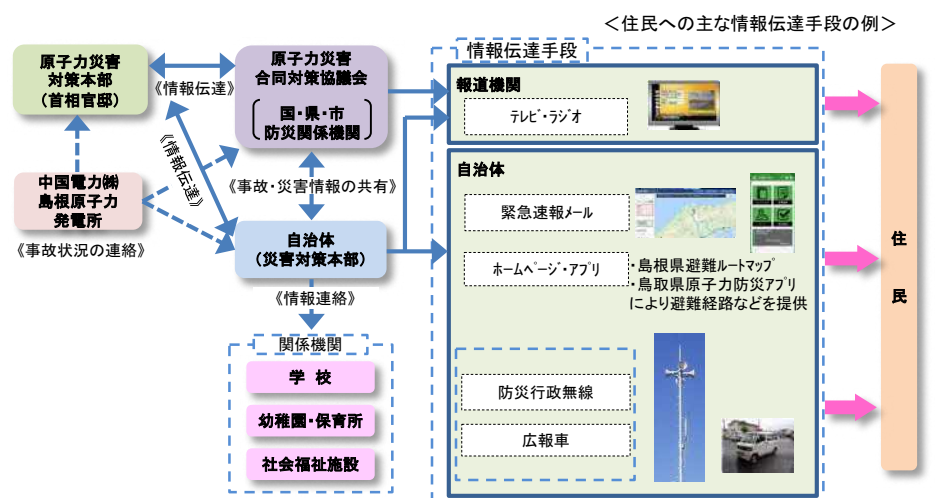 ＜住民への主な情報伝達手段の例＞
原子力災害
対策本部
（首相官邸）
《情報伝達》
原子力災害
合同対策協議会
国・県・市
防災関係機関
《情報伝達》
中国電力㈱
島根原子力
発電所
《事故状況の連絡》
《事故・災害情報の共有》
自治体
（災害対策本部）
《情報連絡》
関係機関
学 校
幼稚園・保育所
社会福祉施設
情報伝達手段
報道機関
テレビ・ラジオ
自治体
緊急速報メール
ホームページ・アプリ
・島根県避難ルートマップ
・鳥取県原子力防災アプリ
により避難経路などを提供
防災行政無線
広報車
住
民